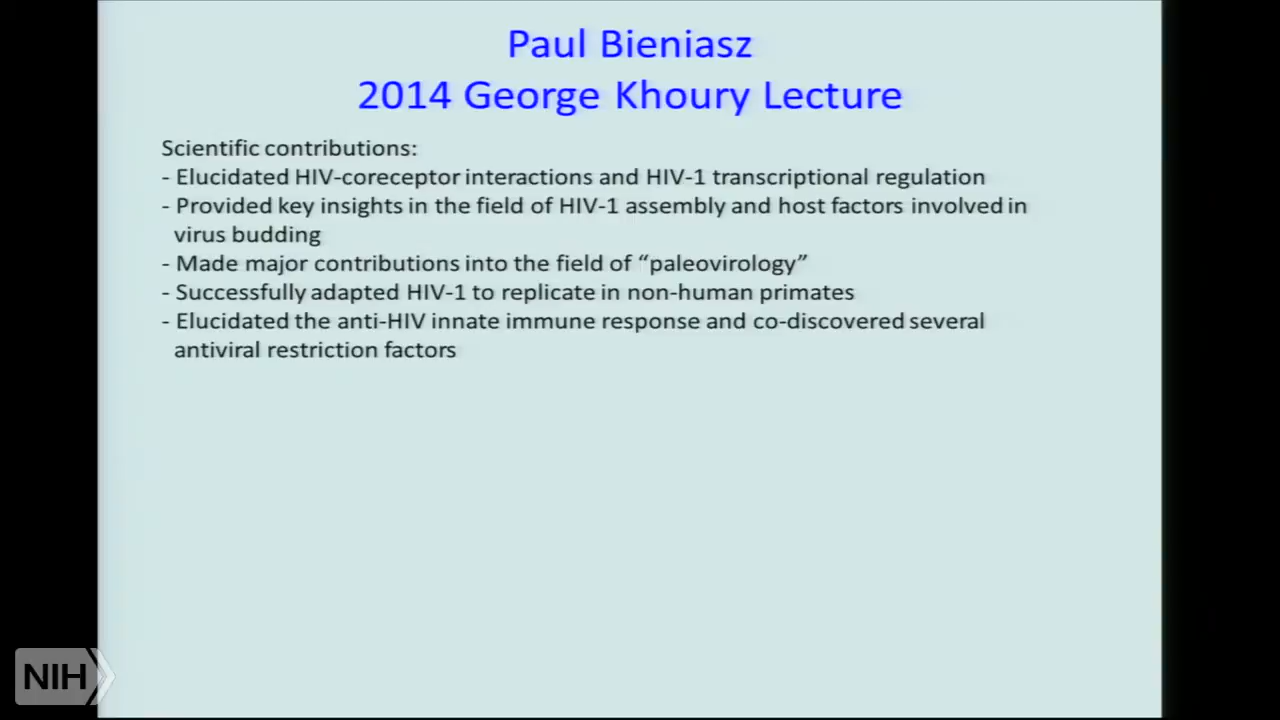 Paul Bieniasz
2014 George Khoury Lecture
Scientific contributions:
- Elucidated HIV-coreceptor interactions and HIV-1 transcriptional regulation
- Provided key insights in the field of HIV-1 assembly and host factors involved in
virus budding
- Made major contributions into the field of “paleovirology”
- Successfully adapted HIV-1 to replicate in non-human primates
- Elucidated the anti-HIV innate immune response and co-discovered several
antiviral restriction factors
NIH